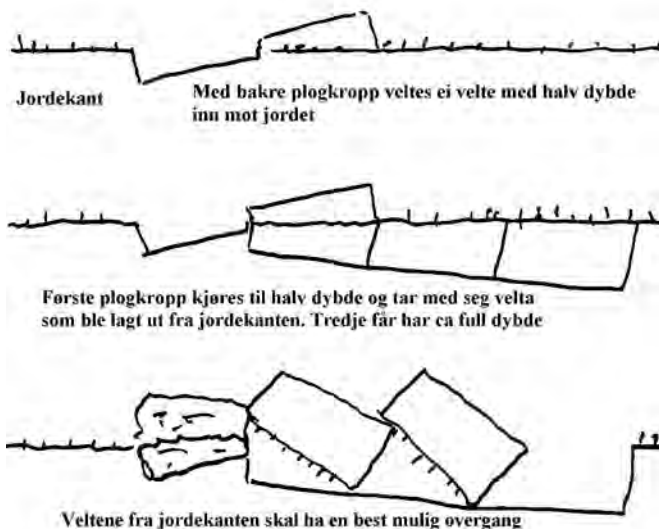 Jordekant
Med bakre plogkropp veltes ei velte med halv dybde
inn mot jordet
Første plogkropp kjøres til halv dybde og tar med seg velta
som ble lagt ut fra jordekanten. Tredje får har ca full dybde
Veltene fra jordekanten skal ha en best mulig overgang